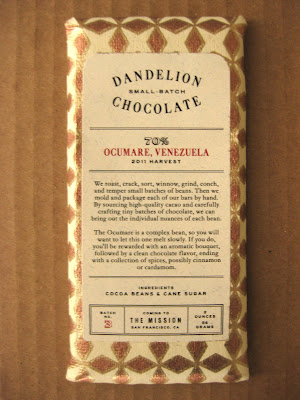 DANDELION
SMALL-BATCH
CHOCOLATE
70%
OCUMARE, VENEZUELA
2011 HARVEST
We roast, crack, sort, winnow, grind, conch,
and temper small batches of beans. Then we
mold and package each of our bars by hand.
By sourcing high-quality cacao and carefully
crafting tiny batches of chocolate, we can
bring out the individual nuances of each bean.
The Ocumare is a complex bean, so you will
want to let this one melt slowly. If you do,
you'll be rewarded with an aromatic bouquet,
followed by a clean chocolate flavor, ending
with a collection of spices, possibly cinnamon
or cardamom.
INGREDIENTS
COCOA BEANS & CANE SUGAR
BATCH
NO.
3
COMING TO
THE MISSION
SAN FRANCISCO, CA
2
OUNCES
56
GRAMS